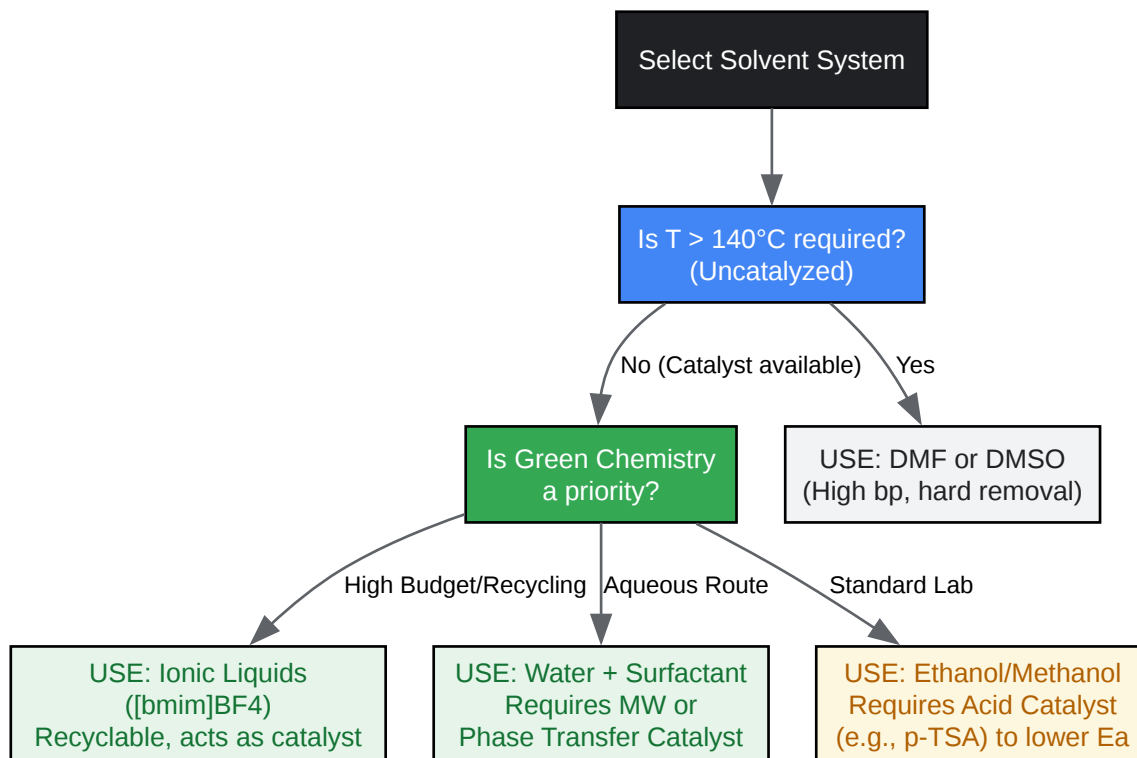 Select Solvent System
Is T > 140°C required?
(Uncatalyzed)
No (Catalyst available)
Yes
Is Green Chemistry
a priority?
USE: DMF or DMSO
(High bp, hard removal)
High Budget/Recycling
Aqueous Route
Standard Lab
USE: Ionic Liquids
([bmim]BF4)
Recyclable, acts as catalyst
USE: Water + Surfactant
Requires MW or
Phase Transfer Catalyst
USE: Ethanol/Methanol
Requires Acid Catalyst
(e.g., p-TSA) to lower Ea